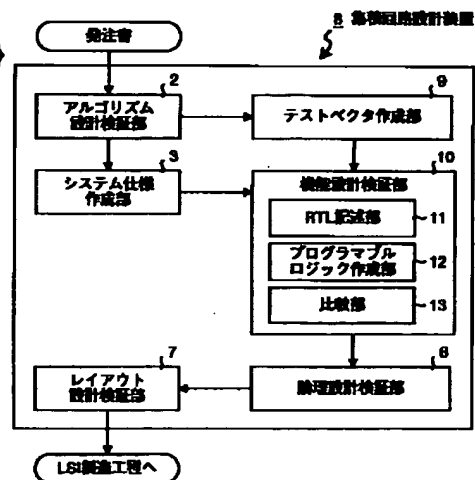 発注書
8 集積回路設計装置
2
アルゴリズム
設計検証部
9
テストベクタ作成部
3
システム仕様
作成部
10
機能設計検証部
RTL記述部
11
プログラマブル
ロジック作成部
12
比較部
13
7
レイアウト
設計検証部
6
論理設計検証部
LSI製造工程へ